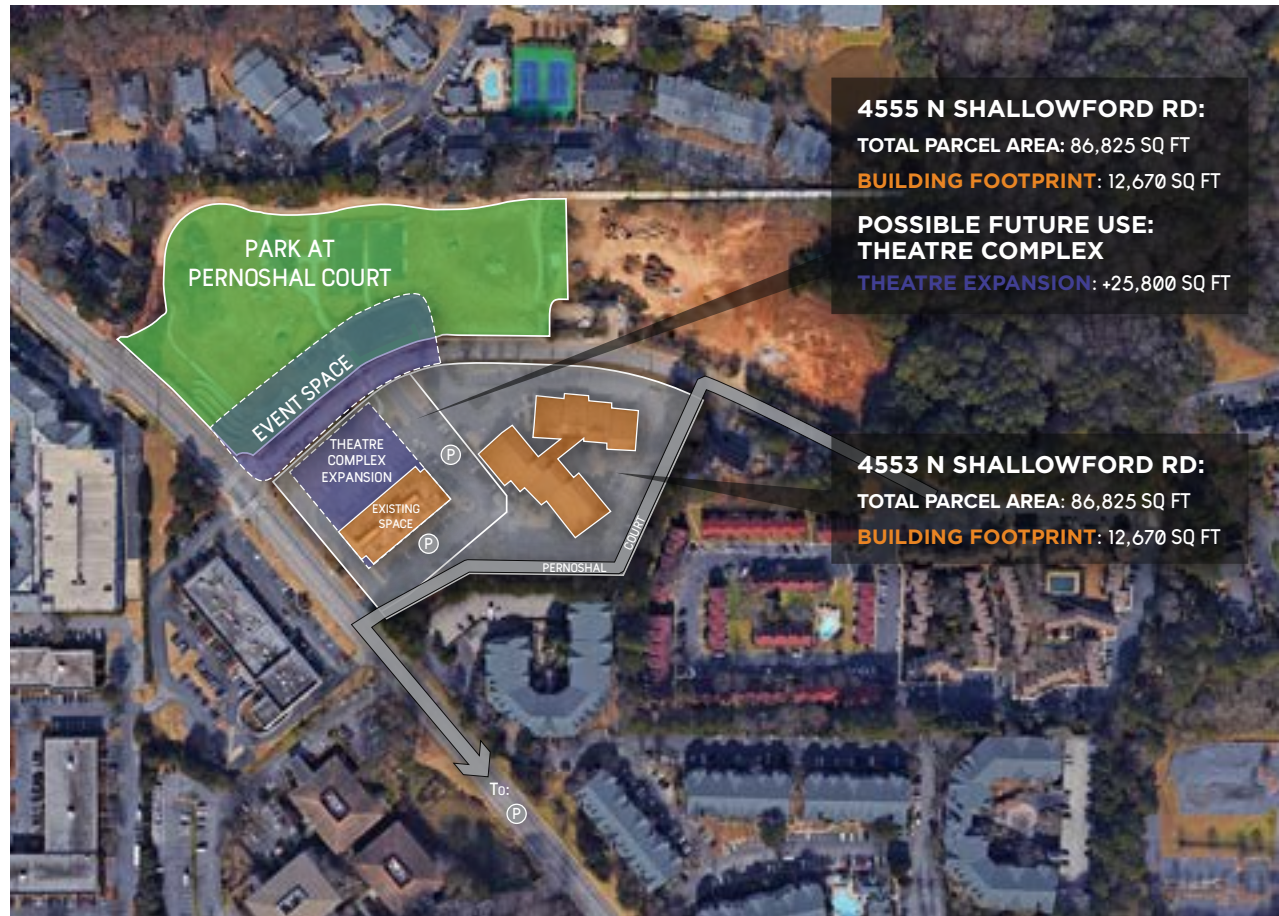 4555 N SHALLOWFORD RD:
TOTAL PARCEL AREA: 86,825 SQ FT
BUILDING FOOTPRINT: 12,670 SQ FT
POSSIBLE FUTURE USE:
THEATRE COMPLEX
THEATRE EXPANSION: +25,800 SQ FT
PARK AT
PERNOSHAL COURT
EVENT SPACE
THEATRE
COMPLEX
EXPANSION
P
EXISTING
SPACE
P
4553 N SHALLOWFORD RD:
TOTAL PARCEL AREA: 86,825 SQ FT
BUILDING FOOTPRINT: 12,670 SQ FT
PERNOSHAL
COURT
To:
P